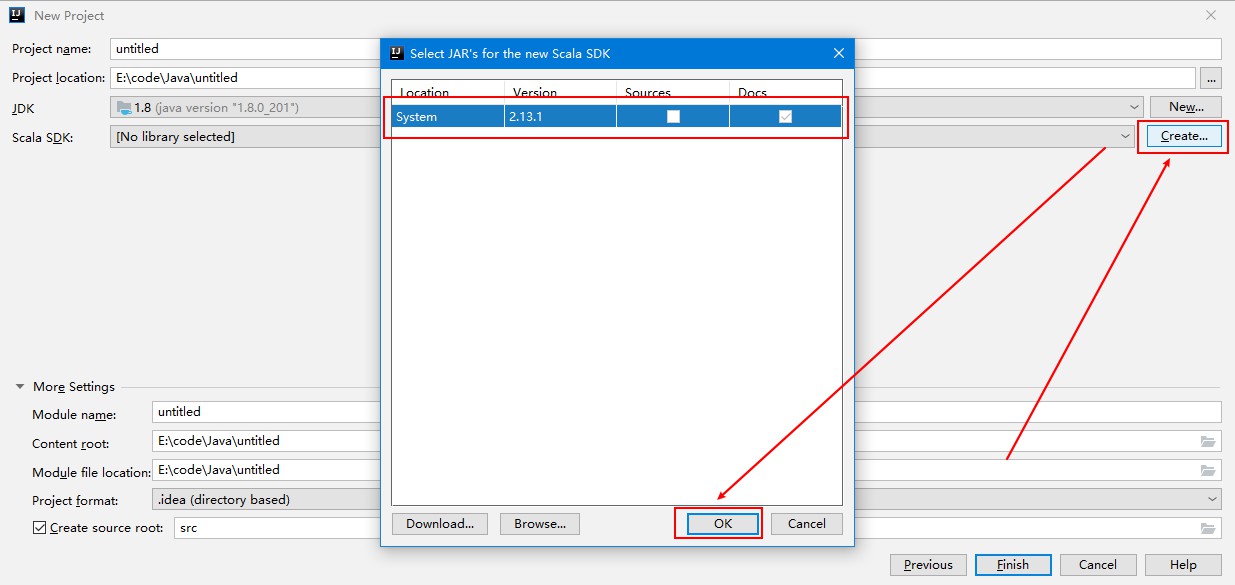 New Project
Project name: untitled
Project location: E:\code\Java\untitled ...
JDK 1.8 (java version "1.8.0_201") New...
Scala SDK: [No library selected] Create...
Select JAR's for the new Scala SDK
Location Version Sources Docs
System 2.13.1
Download... Browse... OK Cancel
More Settings
Module name: untitled
Content root: E:\code\Java\untitled
Module file location: E:\code\Java\untitled
Project format: .idea (directory based)
Create source root: src
Previous Finish Cancel Help